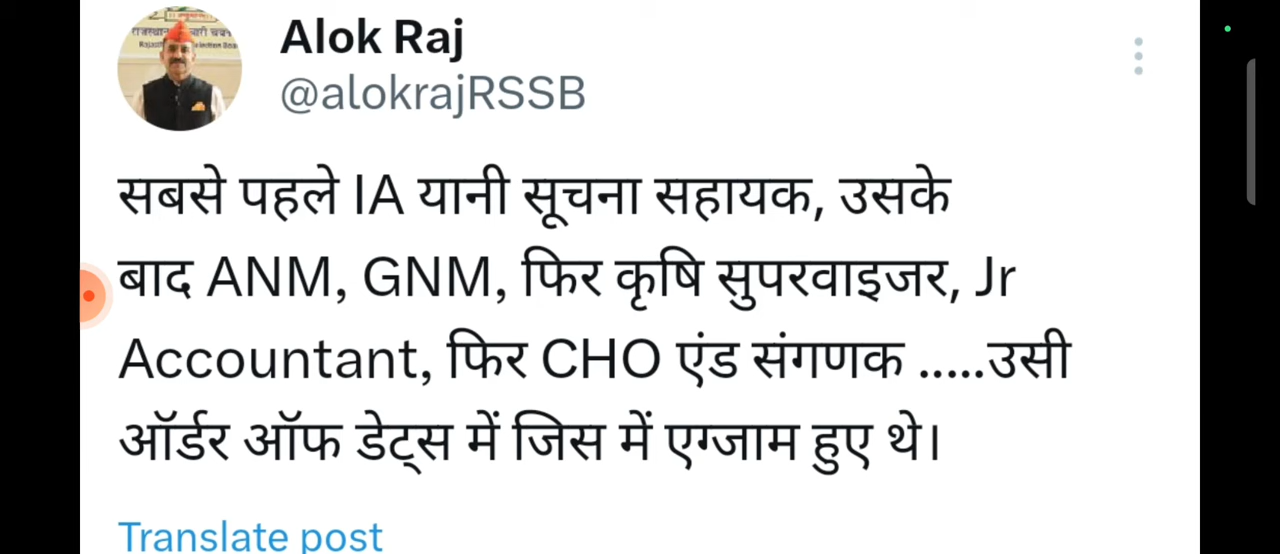 Alok Raj
@alokrajRSSB
सबसे पहले IA यानी सूचना सहायक, उसके
बाद ANM, GNM, फिर कृषि सुपरवाइजर, Jr
Accountant, फिर CHO एंड संगणक .....उसी
ऑर्डर ऑफ डेट्स में जिस में एग्जाम हुए थे।
Translate post